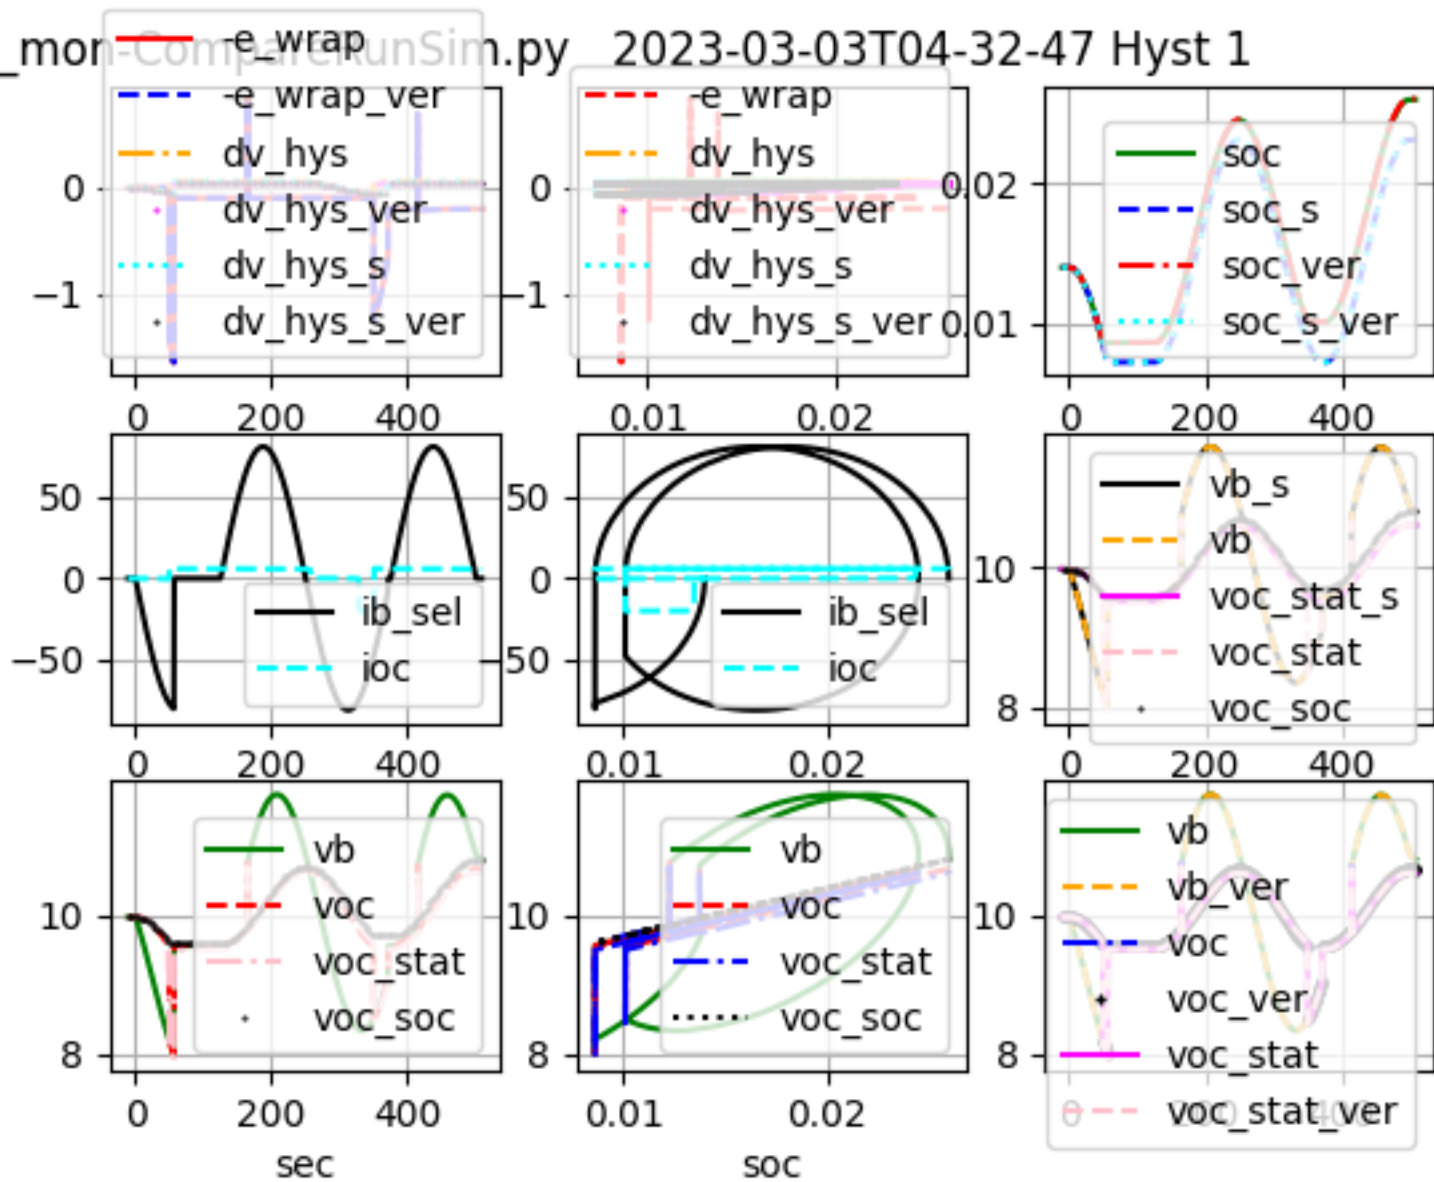 _mon-CompareRunSim.py   2023-03-03T04-32-47 Hyst 1
-e_wrap
-e_wrap_ver
dv_hys
dv_hys_ver
dv_hys_s
dv_hys_s_ver
0
−1
0
200
400
-e_wrap
dv_hys
dv_hys_ver
dv_hys_s
dv_hys_s_ver
0
−1
0.01
0.02
soc
soc_s
soc_ver
soc_s_ver
0.02
0.01
0
200
400
ib_sel
ioc
50
0
−50
0
200
400
ib_sel
ioc
50
0
−50
0.01
0.02
vb_s
vb
voc_stat_s
voc_stat
voc_soc
10
8
0
200
400
vb
voc
voc_stat
voc_soc
10
8
0
200
400
sec
vb
voc
voc_stat
voc_soc
10
8
0.01
0.02
soc
vb
vb_ver
voc
voc_ver
voc_stat
voc_stat_ver
10
8
0
200
400